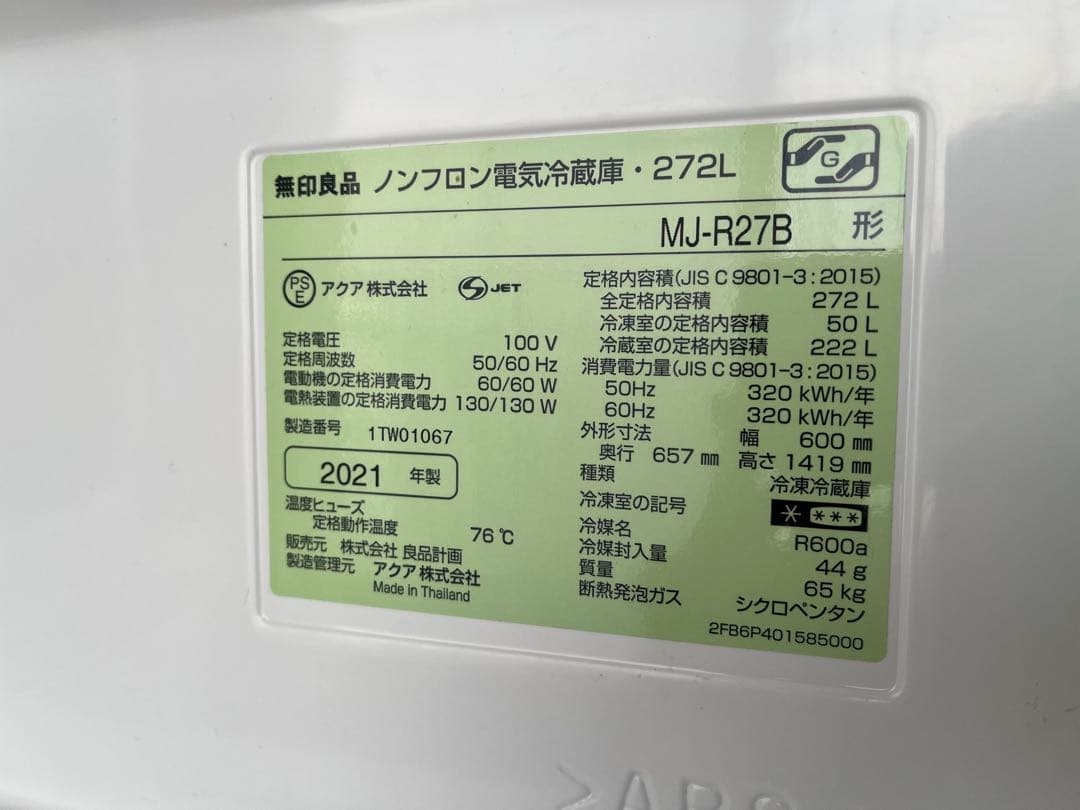 無印良品 ノンフロン電気冷蔵庫・272L
G
MJ-R27B 形
PS
E
アクア株式会社 S JET
定格電圧 100 V
定格周波数 50/60 Hz
電動機の定格消費電力 60/60 W
電熱装置の定格消費電力 130/130 W
製造番号 1TW01067
2021 年製
温度ヒューズ
定格動作温度 76℃
販売元 株式会社 良品計画
製造管理元 アクア株式会社
Made in Thailand
定格内容積(JIS C 9801-3:2015)
全定格内容積 272 L
冷凍室の定格内容積 50 L
冷蔵室の定格内容積 222 L
消費電力量(JIS C 9801-3:2015)
50Hz 320 kWh/年
60Hz 320 kWh/年
外形寸法 幅 600 mm
奥行 657 mm 高さ 1419 mm
種類 冷凍冷蔵庫
冷凍室の記号 * ***
冷媒名 R600a
冷媒封入量 44 g
質量 65 kg
断熱発泡ガス シクロペンタン
2FB6P401585000